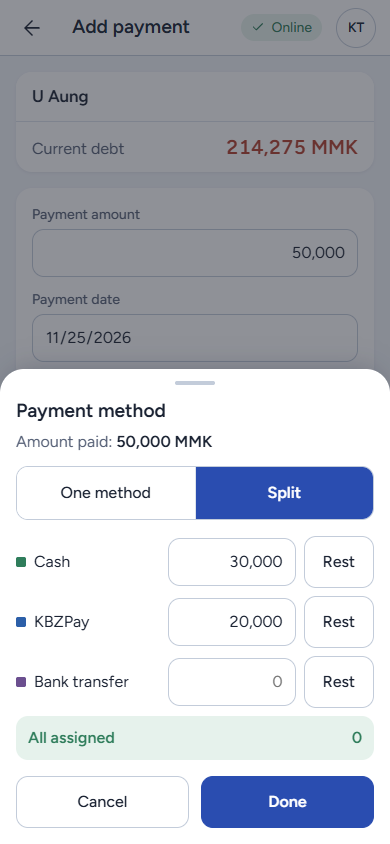 Add payment
Online
KT
U Aung
Current debt 214,275 MMK
Payment amount
50,000
Payment date
11/25/2026
Payment method
Amount paid: 50,000 MMK
One method Split
Cash 30,000 Rest
KBZPay 20,000 Rest
Bank transfer 0 Rest
All assigned 0
Cancel Done